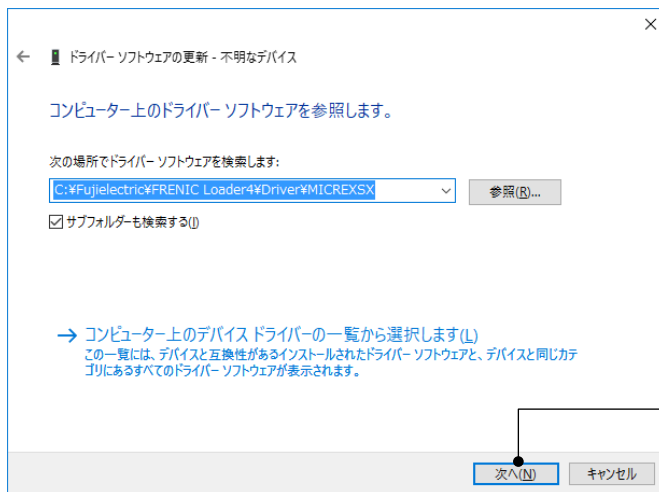 ドライバー ソフトウェアの更新 - 不明なデバイス
コンピューター上のドライバー ソフトウェアを参照します。
次の場所でドライバー ソフトウェアを検索します:
C:¥Fujielectric¥FRENIC Loader4¥Driver¥MICREXSX
参照(R)...
サブフォルダーも検索する(I)
コンピューター上のデバイス ドライバーの一覧から選択します(L)
この一覧には、デバイスと互換性があるインストールされたドライバー ソフトウェアと、デバイスと同じカテ
ゴリにあるすべてのドライバー ソフトウェアが表示されます。
次へ(N)
キャンセル